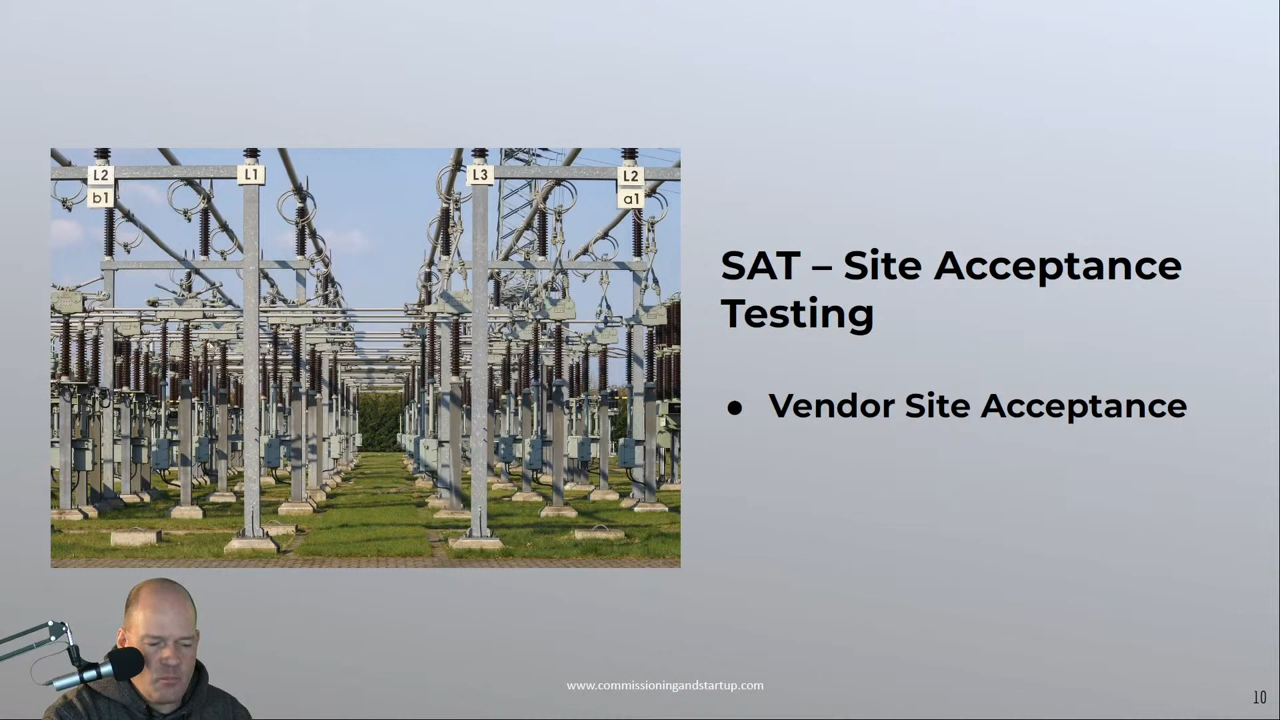 L2
b1
L1
L3
L2
a1
SAT – Site Acceptance
Testing
● Vendor Site Acceptance
www.commissioningandstartup.com
10